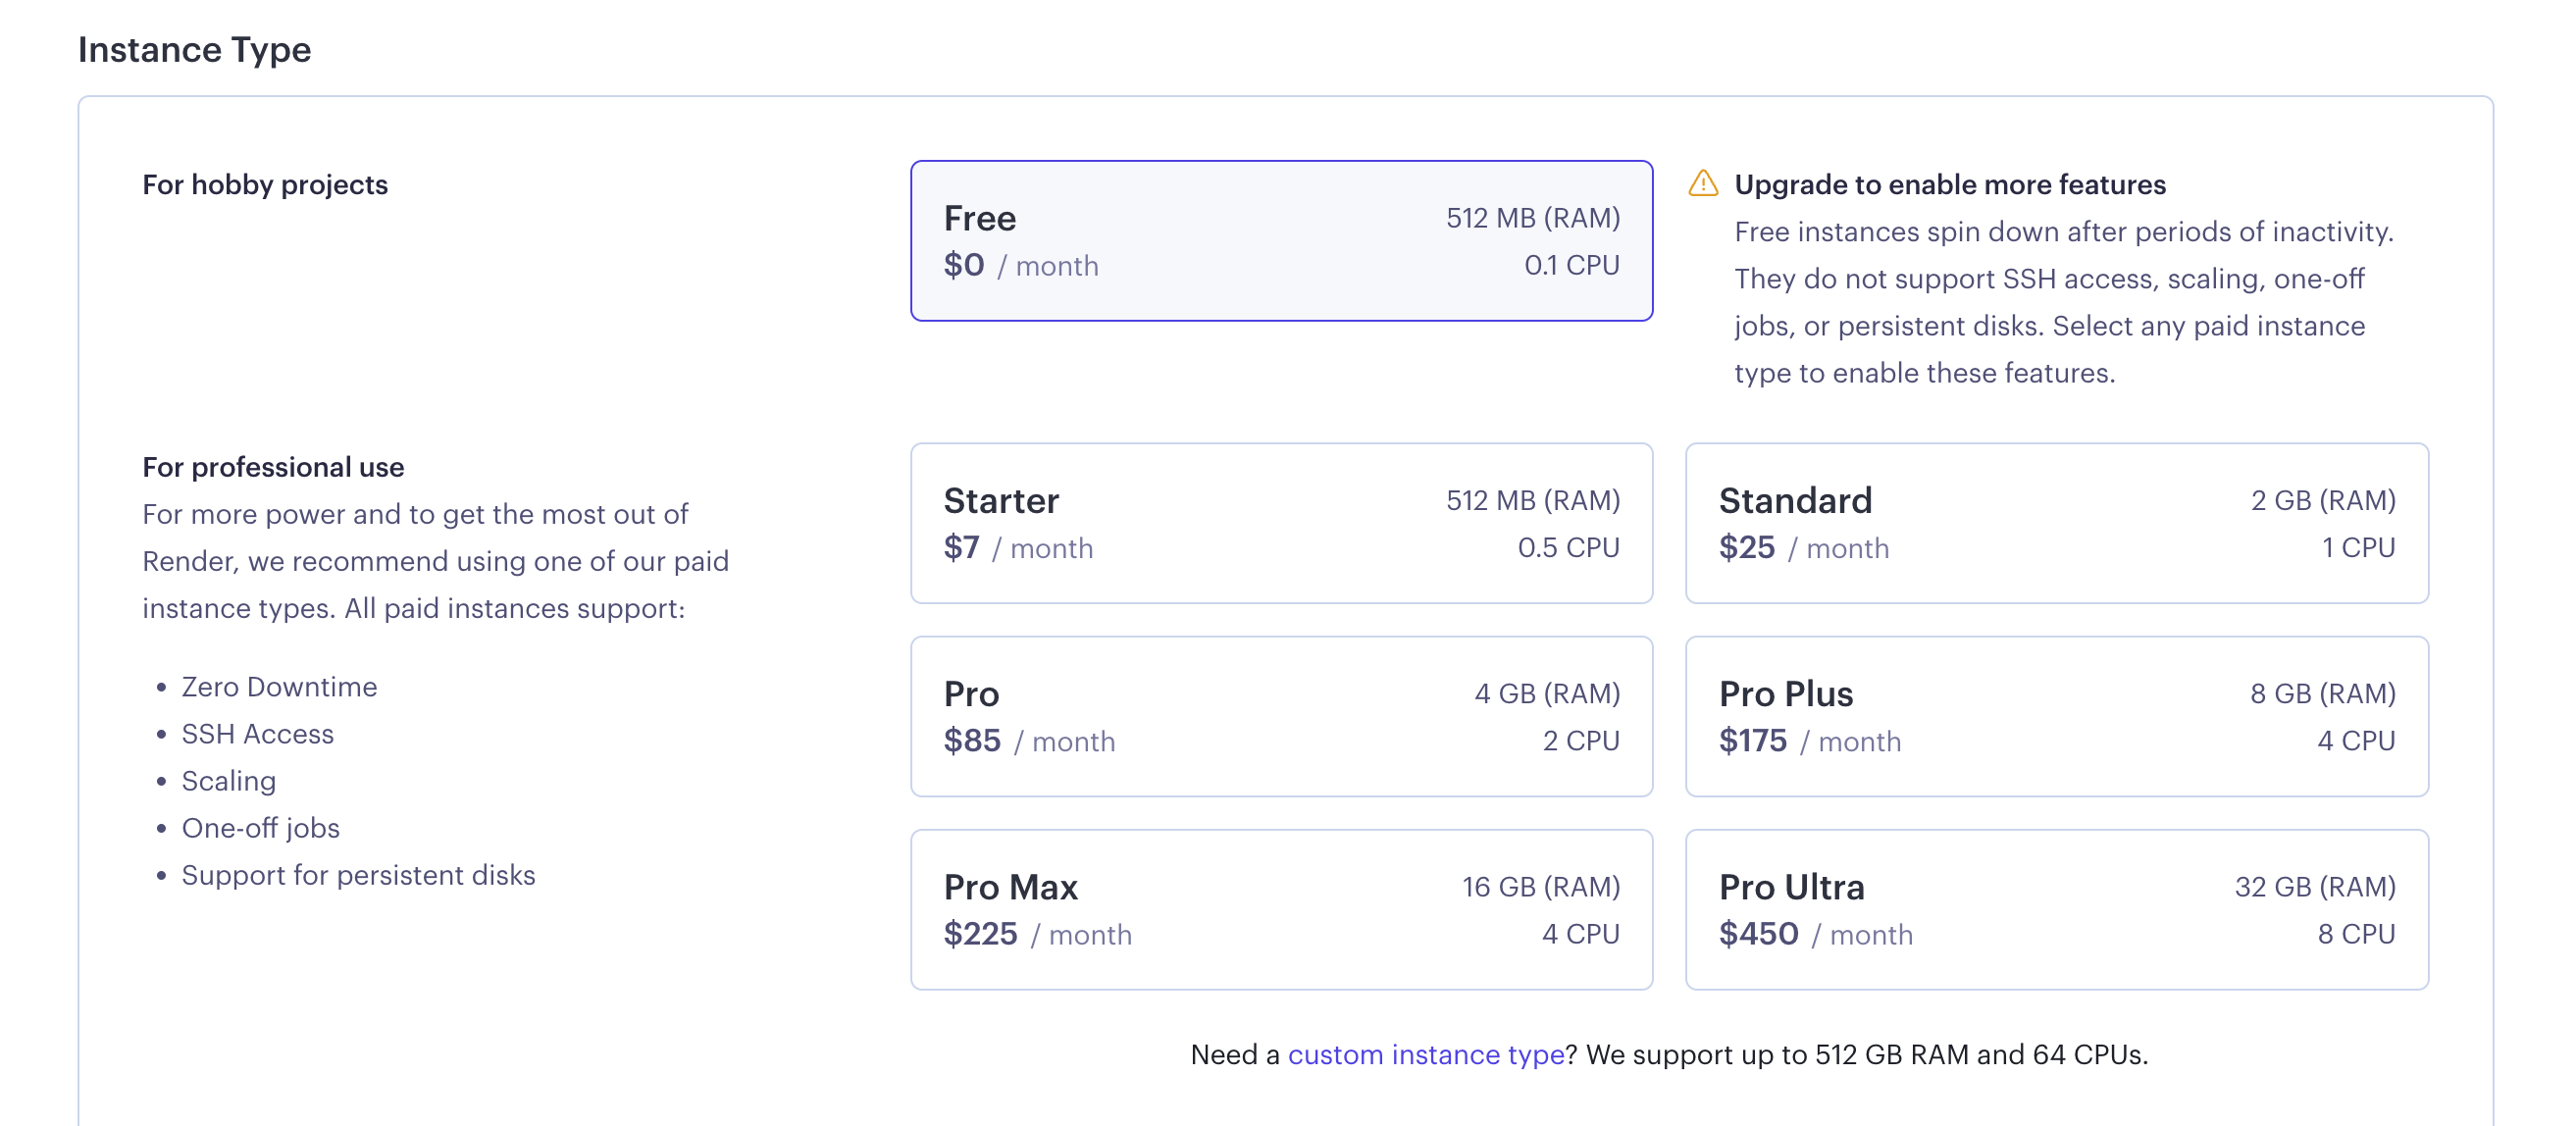 Instance Type
For hobby projects
Free
512 MB (RAM)
$0 / month
0.1 CPU
Upgrade to enable more features
Free instances spin down after periods of inactivity.
They do not support SSH access, scaling, one-off
jobs, or persistent disks. Select any paid instance
type to enable these features.
For professional use
For more power and to get the most out of
Render, we recommend using one of our paid
instance types. All paid instances support:
• Zero Downtime
• SSH Access
• Scaling
• One-off jobs
• Support for persistent disks
Starter
512 MB (RAM)
$7 / month
0.5 CPU
Standard
2 GB (RAM)
$25 / month
1 CPU
Pro
4 GB (RAM)
$85 / month
2 CPU
Pro Plus
8 GB (RAM)
$175 / month
4 CPU
Pro Max
16 GB (RAM)
$225 / month
4 CPU
Pro Ultra
32 GB (RAM)
$450 / month
8 CPU
Need a custom instance type? We support up to 512 GB RAM and 64 CPUs.